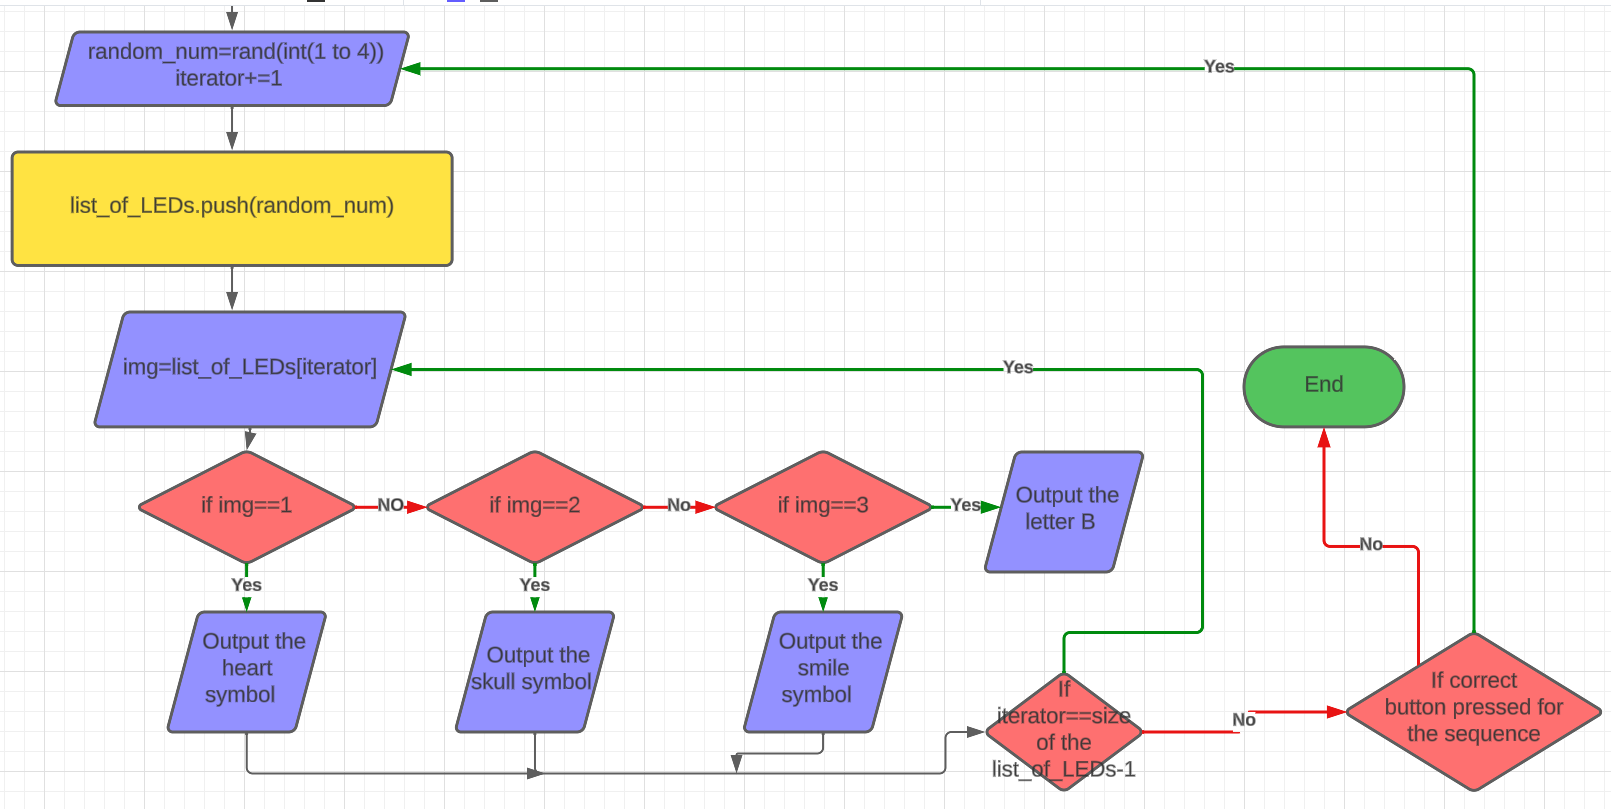 random_num=rand(int(1 to 4))
iterator+=1
Yes
list_of_LEDs.push(random_num)
img=list_of_LEDs[iterator]
Yes
End
if img==1
NO
if img==2
No
if img==3
Yes
Output the
letter B
No
Yes
Yes
Yes
Output the
heart
symbol
Output the
skull symbol
Output the
smile
symbol
If
iterator==size
of the
list_of_LEDs-1
No
If correct
button pressed for
the sequence